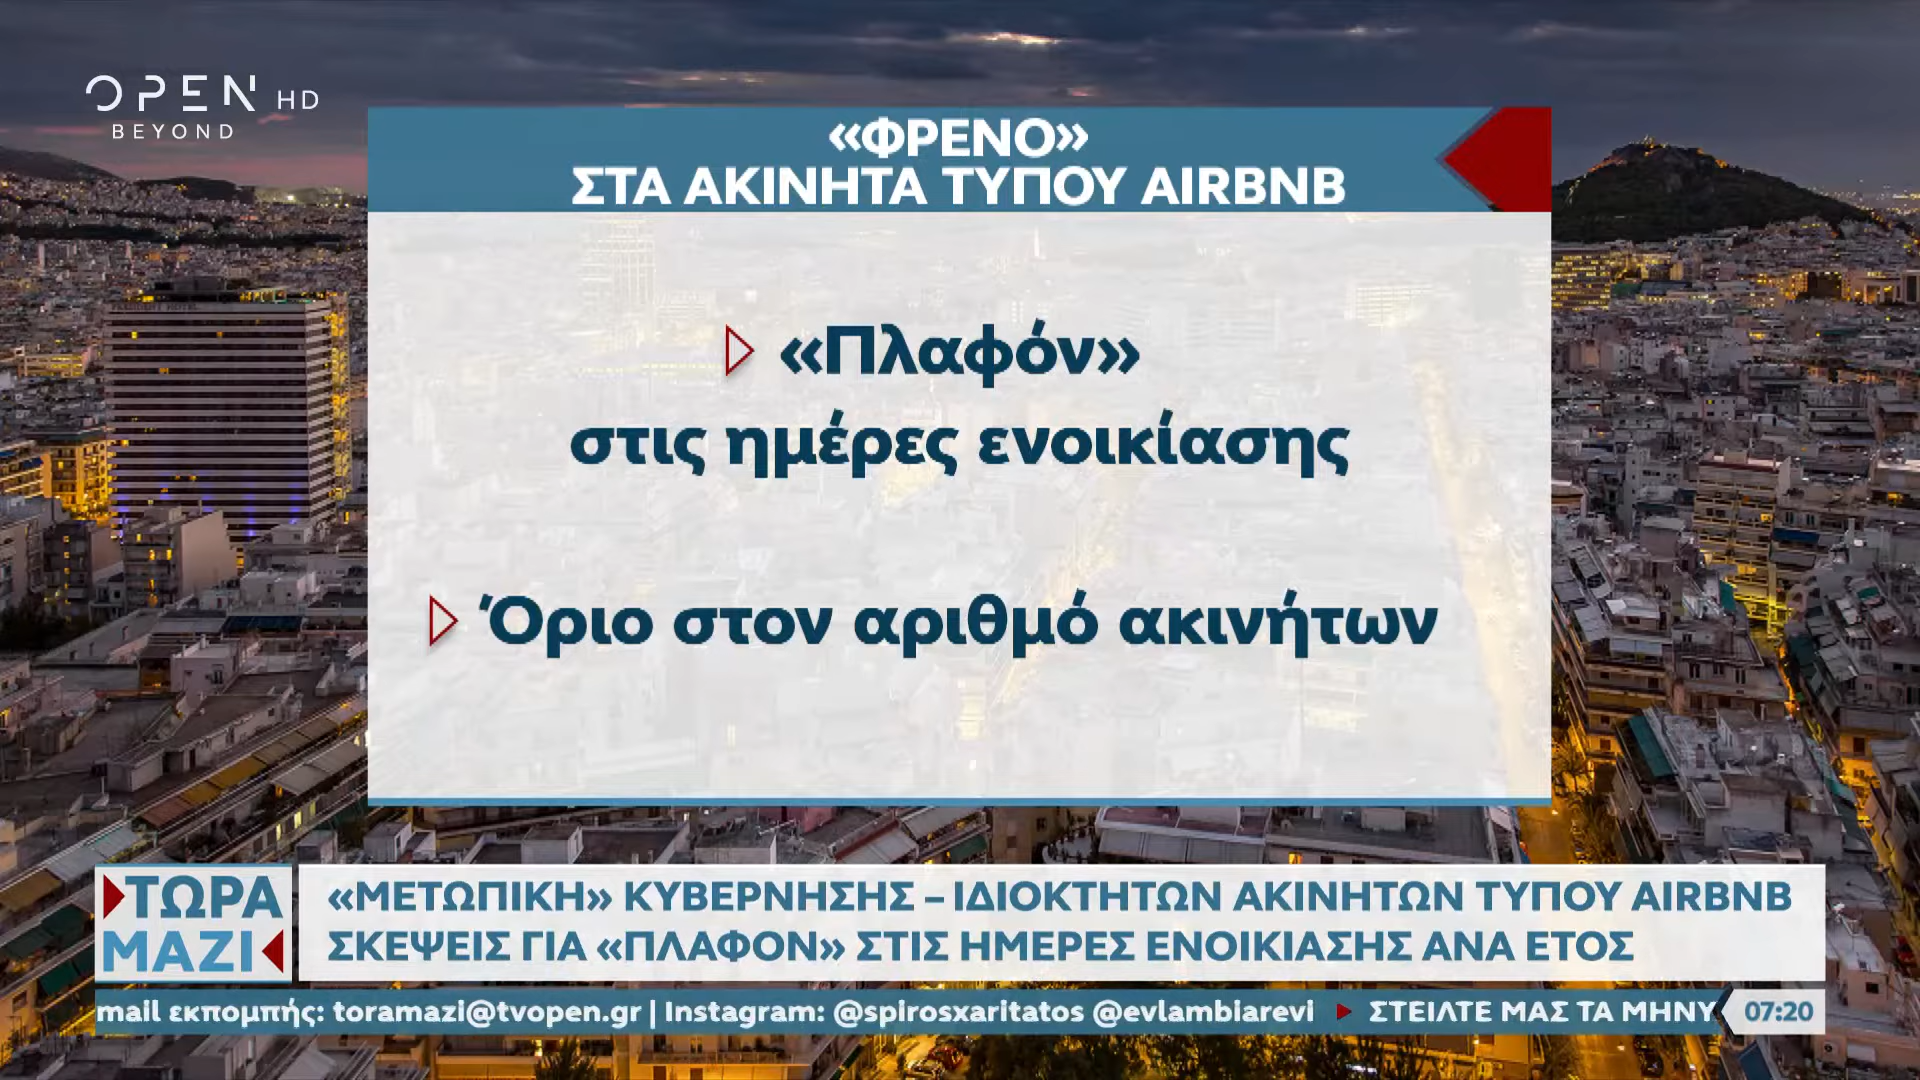 OPEN HD
BEYOND
«ΦΡΕΝΟ»
ΣΤΑ ΑΚΙΝΗΤΑ ΤΥΠΟΥ AIRBNB
«Πλαφόν»
στις ημέρες ενοικίασης
Όριο στον αριθμό ακινήτων
ΤΩΡΑ
ΜΑΖΙ
«ΜΕΤΩΠΙΚΗ» ΚΥΒΕΡΝΗΣΗΣ – ΙΔΙΟΚΤΗΤΩΝ ΑΚΙΝΗΤΩΝ ΤΥΠΟΥ AIRBNB
ΣΚΕΨΕΙΣ ΓΙΑ «ΠΛΑΦΟΝ» ΣΤΙΣ ΗΜΕΡΕΣ ΕΝΟΙΚΙΑΣΗΣ ΑΝΑ ΕΤΟΣ
mail εκπομπής: toramazi@tvopen.gr | Instagram: @spirosxaritatos @evlambiarevi ΣΤΕΙΛΤΕ ΜΑΣ ΤΑ ΜΗΝΥ
07:20